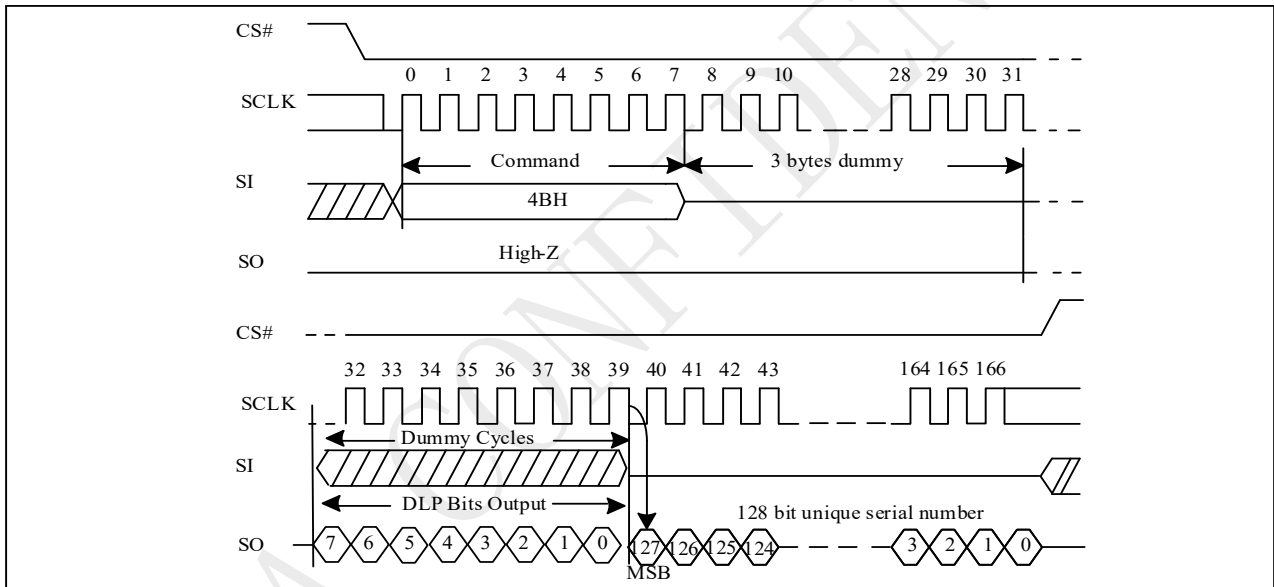 CS#
0 1 2 3 4 5 6 7 8 9 10 28 29 30 31
SCLK
Command 3 bytes dummy
SI
4BH
High-Z
SO
CS#
32 33 34 35 36 37 38 39 40 41 42 43 164 165 166
SCLK
Dummy Cycles
SI
DLP Bits Output
128 bit unique serial number
SO 7 6 5 4 3 2 1 0 127 126 125 124 3 2 1 0
MSB
A CONFIDEN